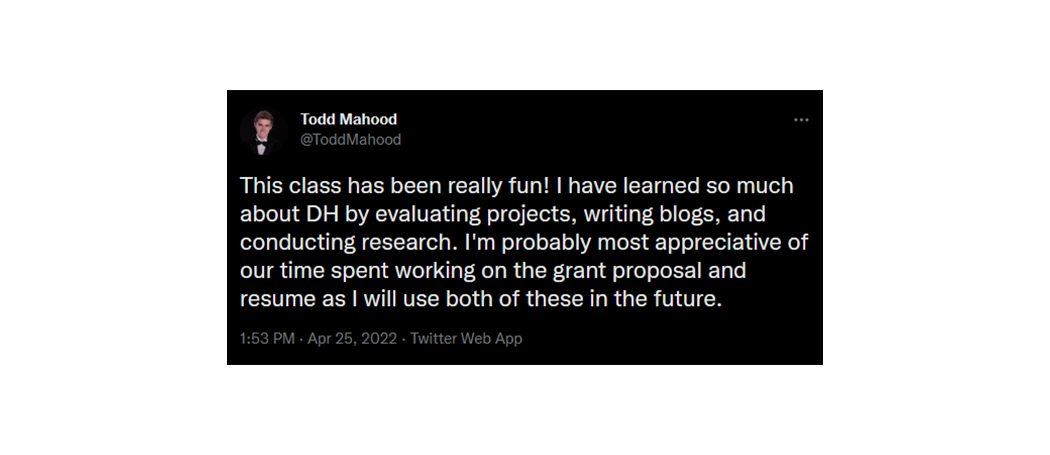 Todd Mahood
@ToddMahood
This class has been really fun! I have learned so much
about DH by evaluating projects, writing blogs, and
conducting research. I'm probably most appreciative of
our time spent working on the grant proposal and
resume as I will use both of these in the future.
1:53 PM · Apr 25, 2022 · Twitter Web App